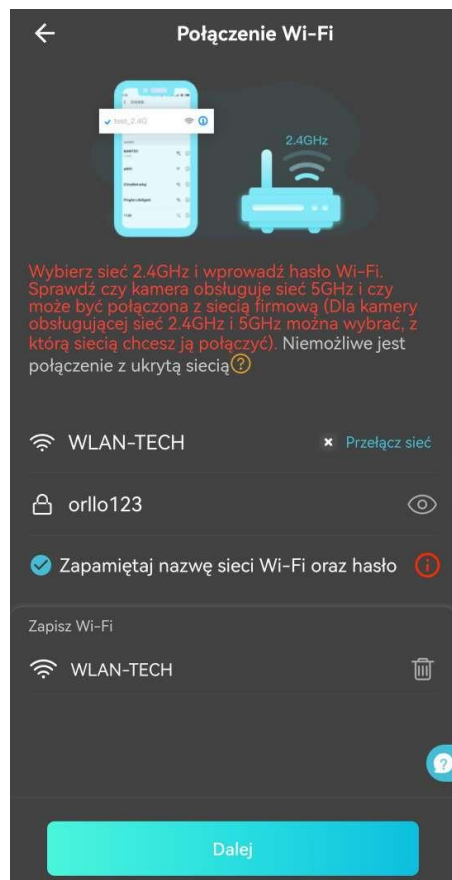 Połączenie Wi-Fi
test_2.4G
2.4GHz
Wybierz sieć 2.4GHz i wprowadź hasło Wi-Fi.
Sprawdź czy kamera obsługuje sieć 5GHz i czy
może być połączona z siecią firmową (Dla kamery
obsługującej sieć 2.4GHz i 5GHz można wybrać, z
którą siecią chcesz ją połączyć). Niemożliwe jest
połączenie z ukrytą siecią?
WLAN-TECH
Przełącz sieć
orllo123
Zapamiętaj nazwę sieci Wi-Fi oraz hasło
Zapisz Wi-Fi
WLAN-TECH
Dalej